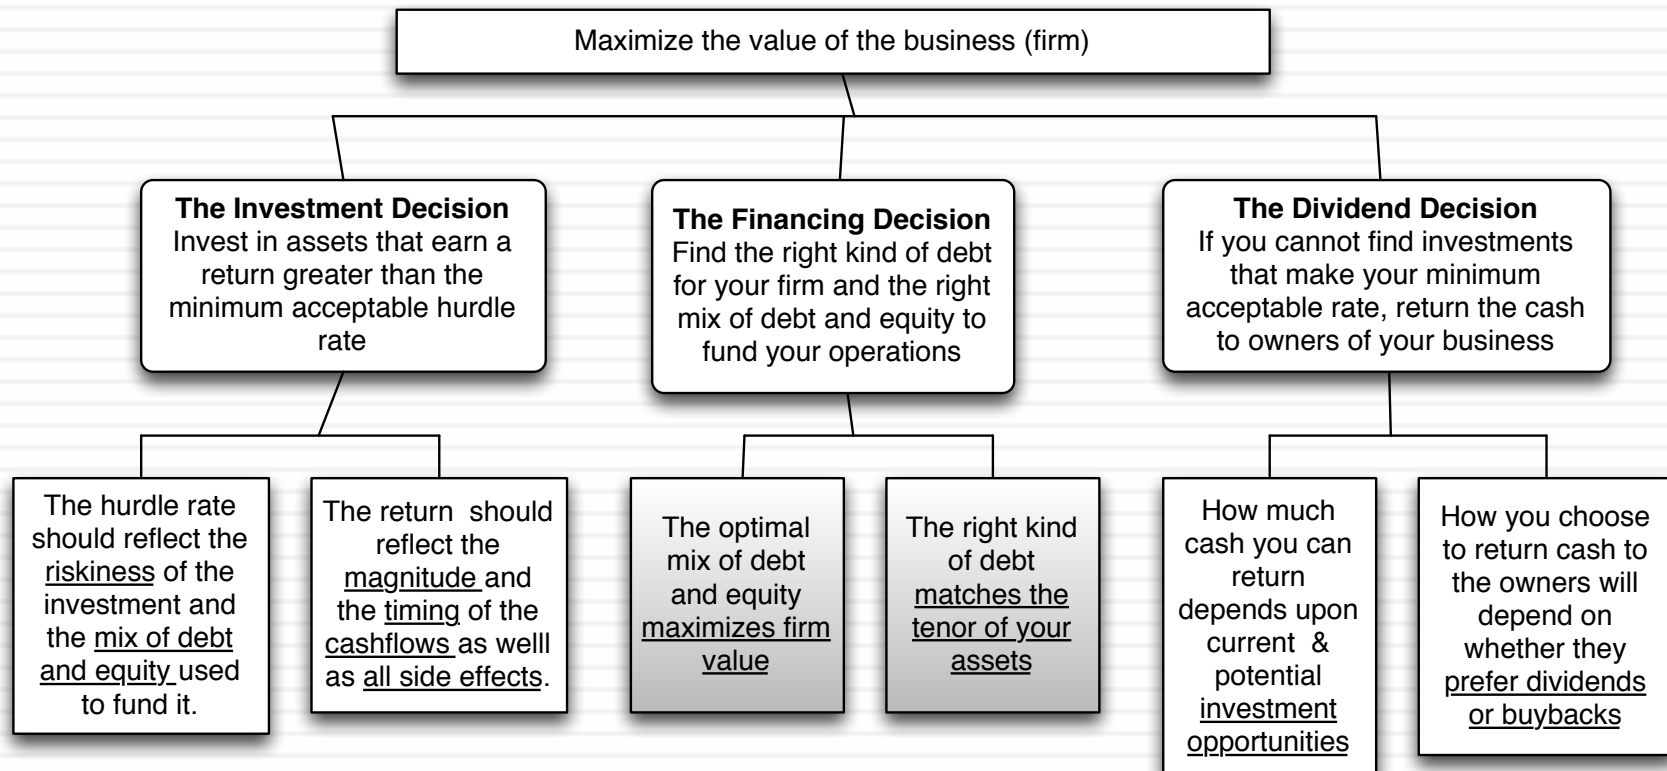 Maximize the value of the business (firm)
The Investment Decision
Invest in assets that earn a
return greater than the
minimum acceptable hurdle
rate
The Financing Decision
Find the right kind of debt
for your firm and the right
mix of debt and equity to
fund your operations
The Dividend Decision
If you cannot find investments
that make your minimum
acceptable rate, return the cash
to owners of your business
The hurdle rate
should reflect the
riskiness of the
investment and
the mix of debt
and equity used
to fund it.
The return should
reflect the
magnitude and
the timing of the
cashflows as welll
as all side effects.
The optimal
mix of debt
and equity
maximizes firm
value
The right kind
of debt
matches the
tenor of your
assets
How much
cash you can
return
depends upon
current &
potential
investment
opportunities
How you choose
to return cash to
the owners will
depend on
whether they
prefer dividends
or buybacks